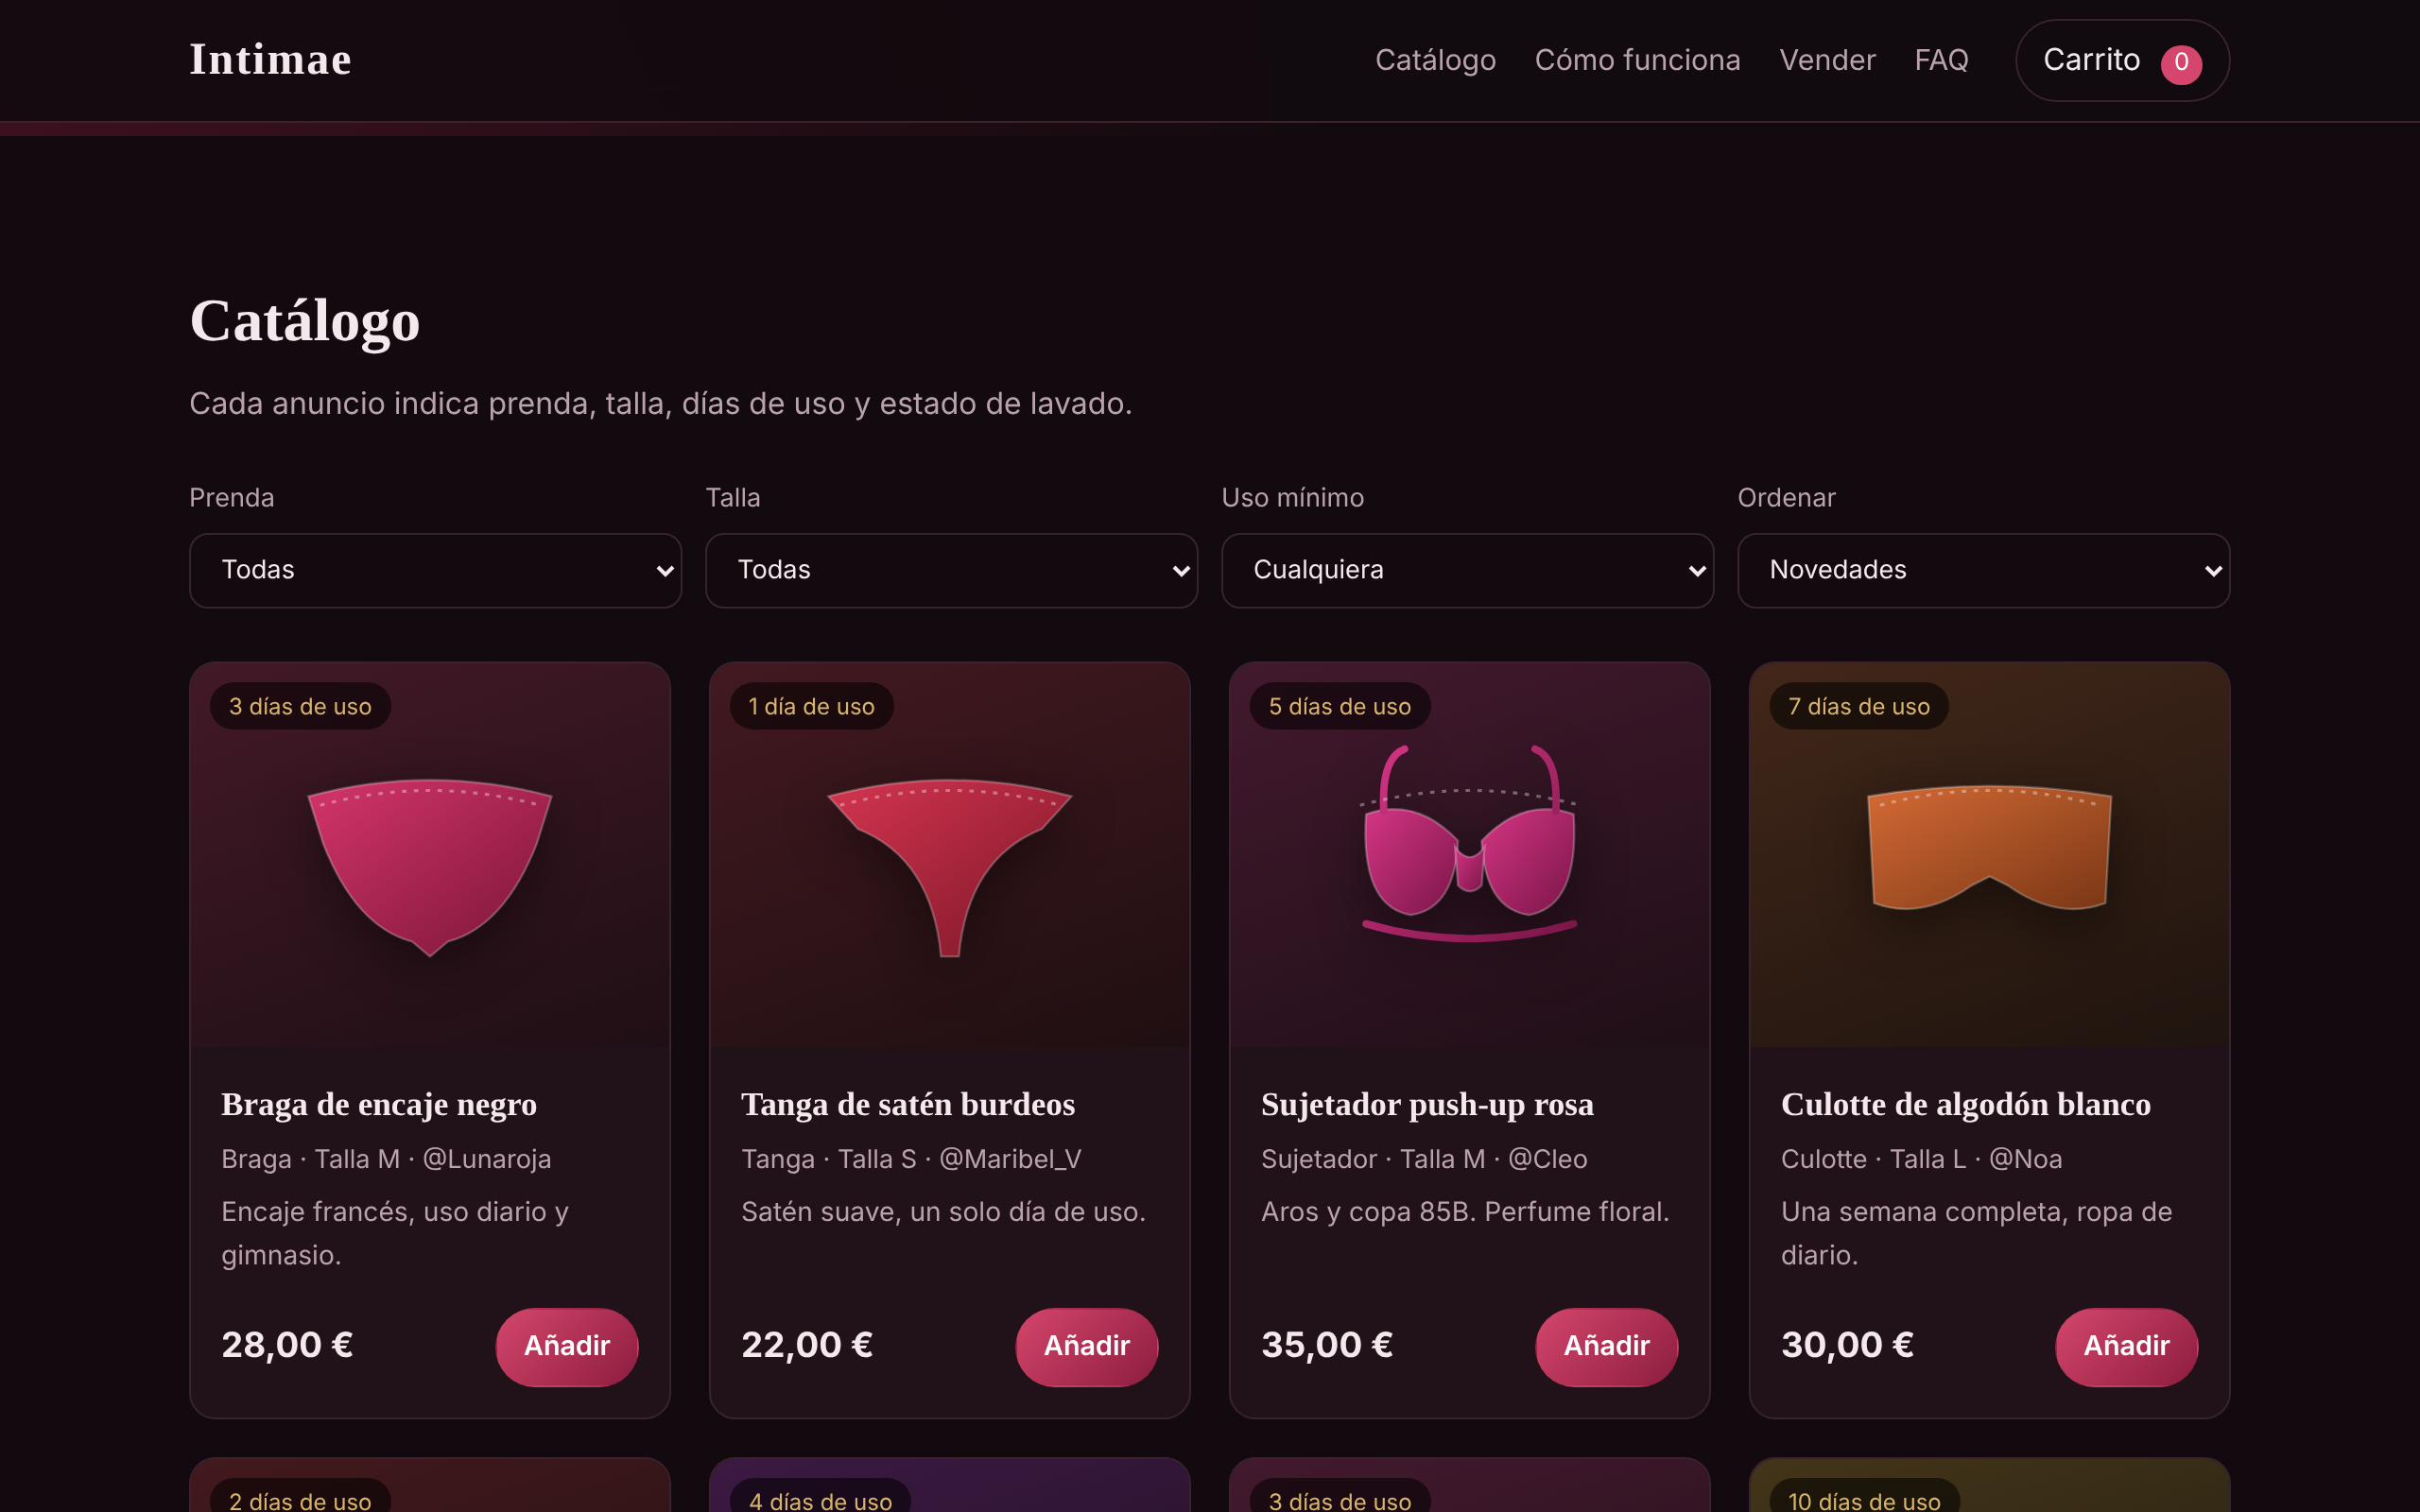 Intimae
Catálogo
Cómo funciona
Vender
FAQ
Carrito 0
Catálogo
Cada anuncio indica prenda, talla, días de uso y estado de lavado.
Prenda
Talla
Uso mínimo
Ordenar
Todas
Todas
Cualquiera
Novedades
3 días de uso
Braga de encaje negro
Braga · Talla M · @Lunaroja
Encaje francés, uso diario y
gimnasio.
28,00 €
Añadir
1 día de uso
Tanga de satén burdeos
Tanga · Talla S · @Maribel_V
Satén suave, un solo día de uso.
22,00 €
Añadir
5 días de uso
Sujetador push-up rosa
Sujetador · Talla M · @Cleo
Aros y copa 85B. Perfume floral.
35,00 €
Añadir
7 días de uso
Culotte de algodón blanco
Culotte · Talla L · @Noa
Una semana completa, ropa de
diario.
30,00 €
Añadir
2 días de uso
4 días de uso
3 días de uso
10 días de uso